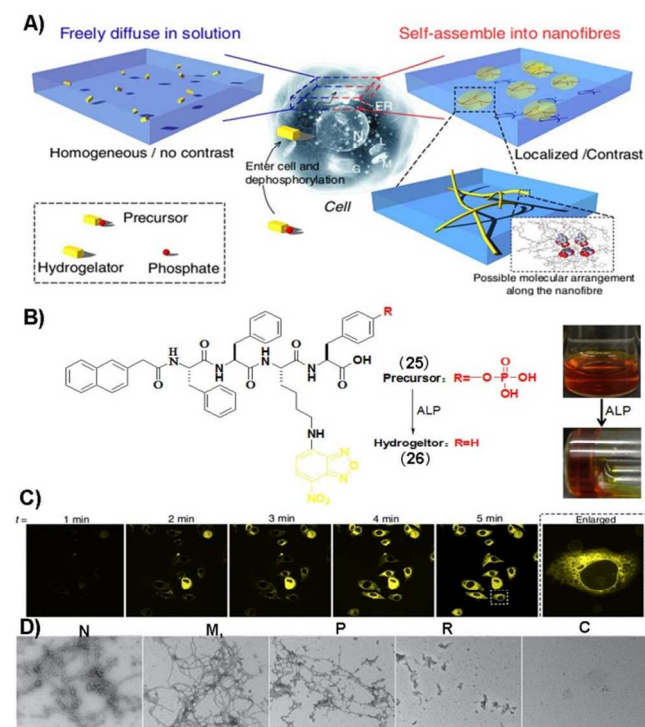 A)
Freely diffuse in solution
Self-assemble into nanofibres
ER
N
L
M
G
Homogeneous / no contrast
Enter cell and
dephosphorylation
Cell
Localized /Contrast
Precursor
Hydrogelator
Phosphate
Possible molecular arrangement
along the nanofibre
B)
R
H
N
O
O
H
N
O
N
H
O
N
H
O
OH
NH
N
O
N
NO₂
(25)
Precursor: R= O P O OH OH
ALP
Hydrogeltor: R=H
(26)
ALP
C)
t = 1 min 2 min 3 min 4 min 5 min Enlarged
D) N M, P R C